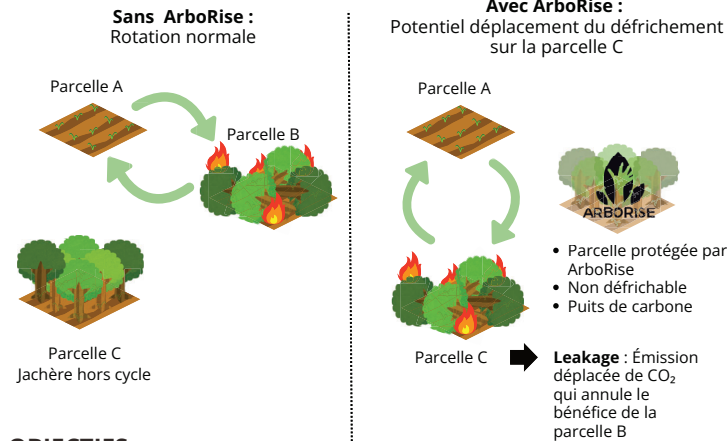 Sans ArboRise :
Rotation normale
Parcelle A
Parcelle B
Parcelle C
Jachère hors cycle
Avec ArboRise :
Potentiel déplacement du défrichement
sur la parcelle C
Parcelle A
ARBORISE
• Parcelle protégée par
ArboRise
• Non défrichable
• Puits de carbone
Parcelle C
Leakage : Émission
déplacée de CO₂
qui annule le
bénéfice de la
parcelle B
OBJECTIFS